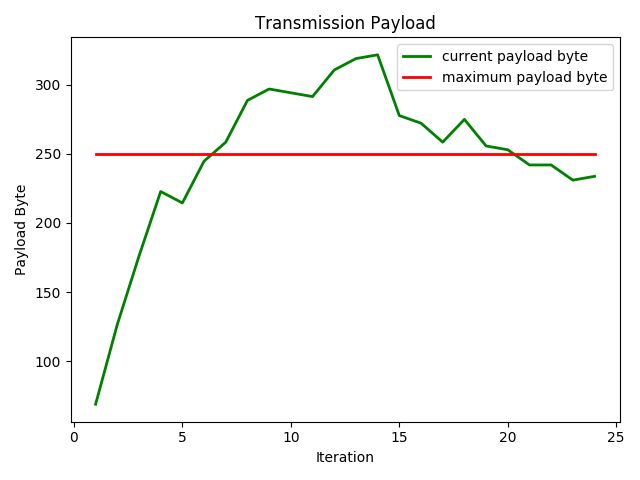 Transmission Payload
current payload byte
maximum payload byte
300
250
200
150
100
Payload Byte
0
5
10
15
20
25
Iteration